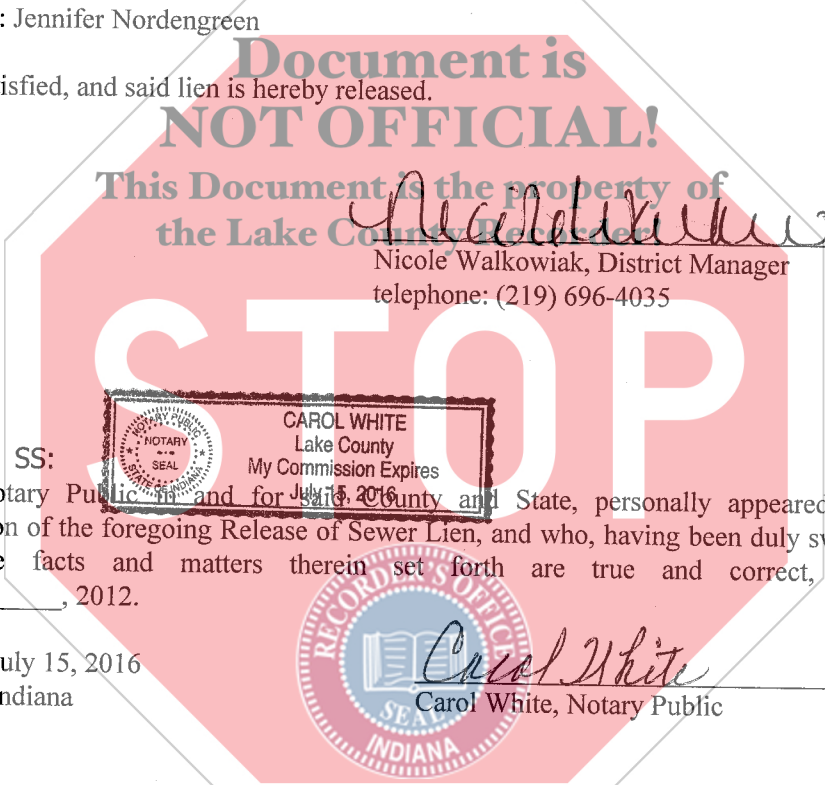 : Jennifer Nordengreen
Document is
isfied, and said lien is hereby released.
NOT OFFICIAL!
This Document is the property of
the Lake County Recorder!
Nicole Walkowiak, District Manager
telephone: (219) 696-4035
STOP
NOTARY PUBLIC
NOTARY
SEAL
STATE OF INDIANA
CAROL WHITE
Lake County
My Commission Expires
July 15, 2016
SS:
otary Public in and for said County and State, personally appeared
on of the foregoing Release of Sewer Lien, and who, having been duly sw
e facts and matters therein set forth are true and correct,
, 2012.
RECORDER'S OFFICE
SEAL
INDIANA
uly 15, 2016
ndiana
Carol White
Carol White, Notary Public